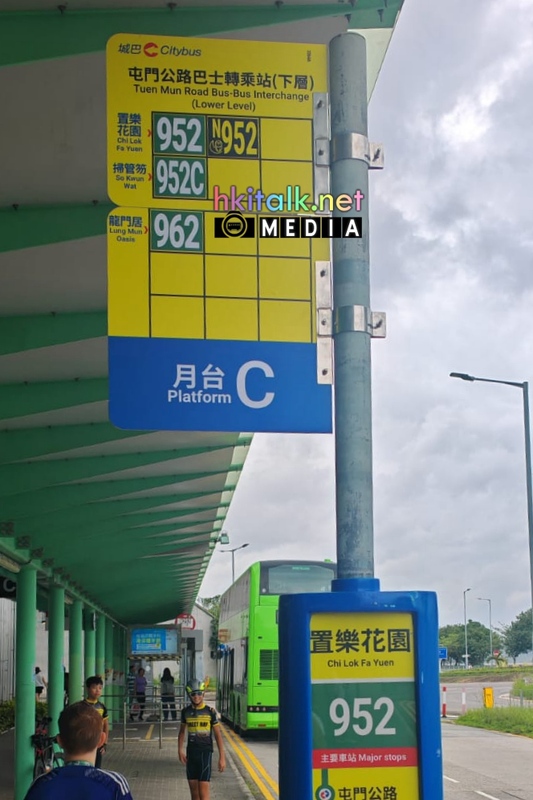 城巴 Citybus
屯門公路巴士轉乘站(下層)
Tuen Mun Road Bus-Bus Interchange
(Lower Level)
置樂
花園
Chi Lok
Fa Yuen
952 N952
掃管笏
So Kwun
Wat
952C
hkitalk.net
MEDIA
龍門居
Lung Mun
Oasis
962
月台
Platform C
置樂花園
Chi Lok Fa Yuen
952
主要車站 Major stops
屯門公路